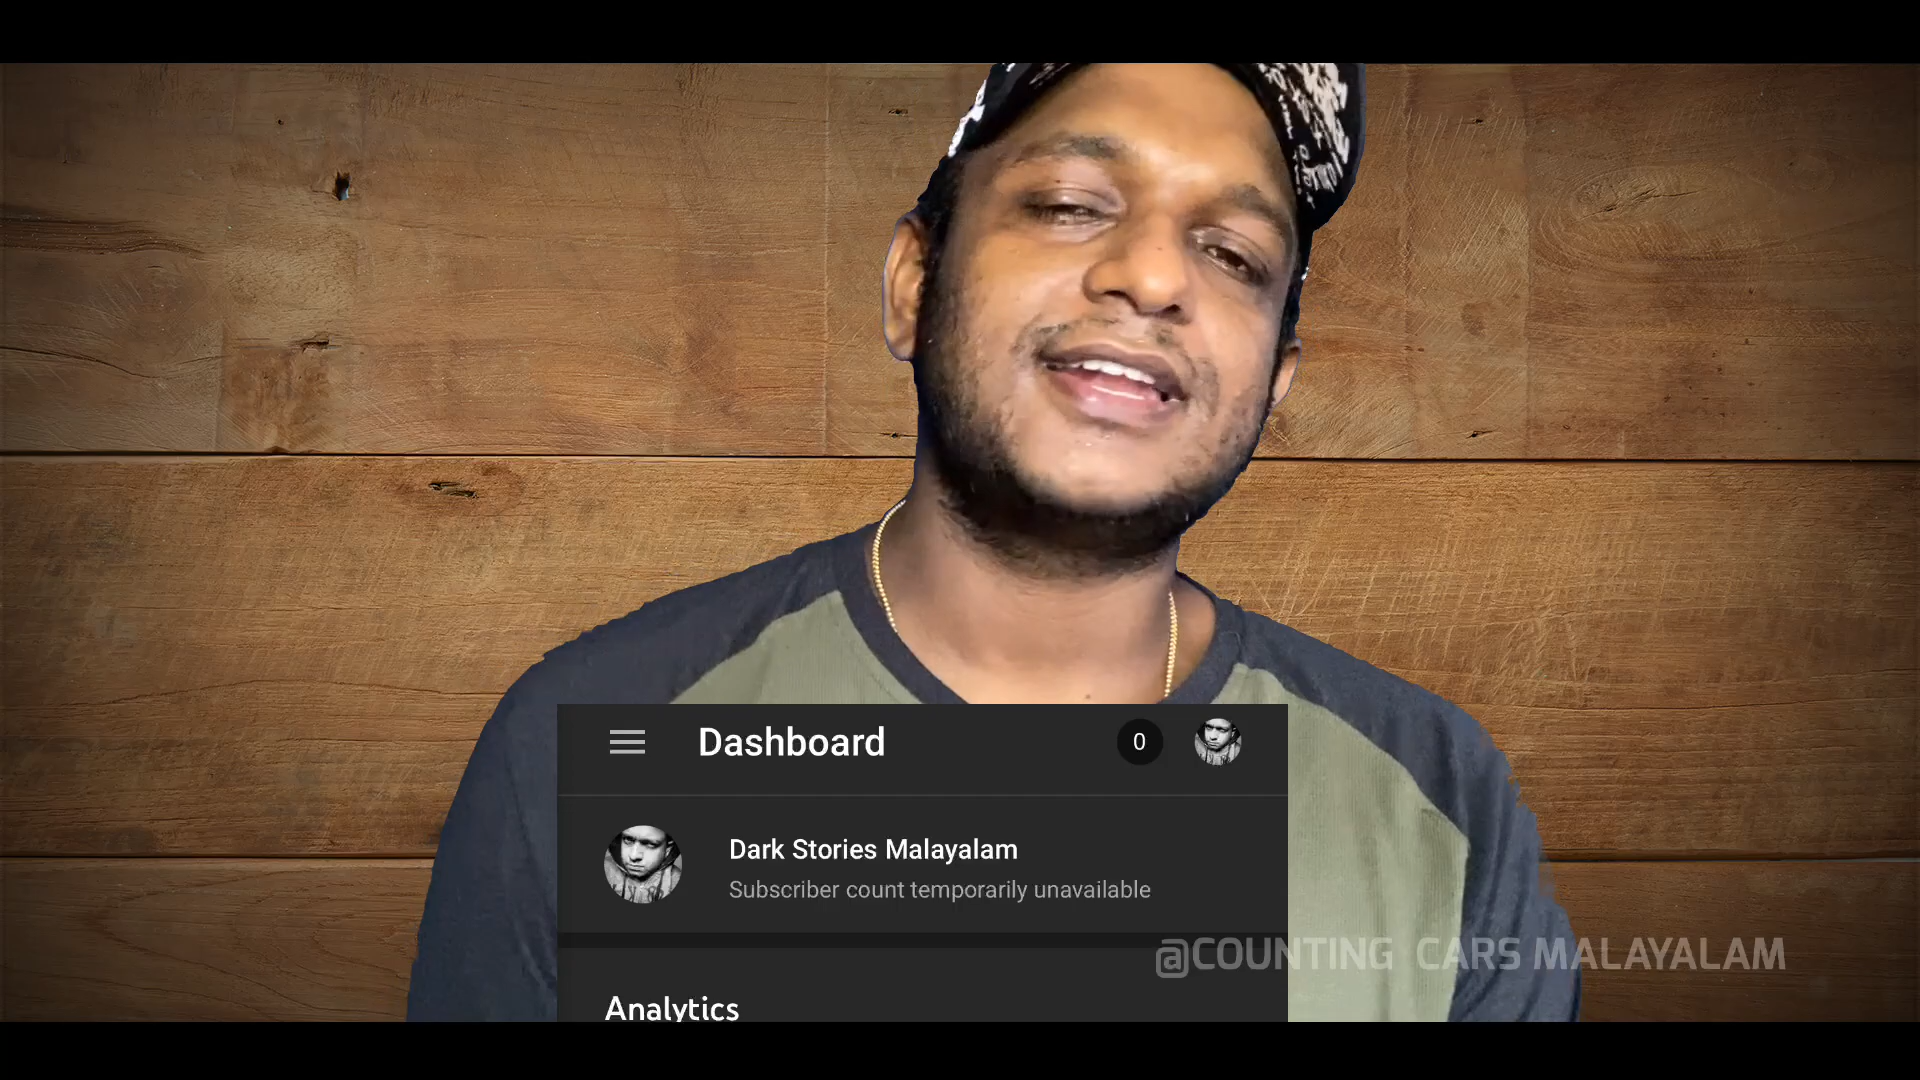 Dashboard
0
Dark Stories Malayalam
Subscriber count temporarily unavailable
@COUNTING CARS MALAYALAM
Analytics